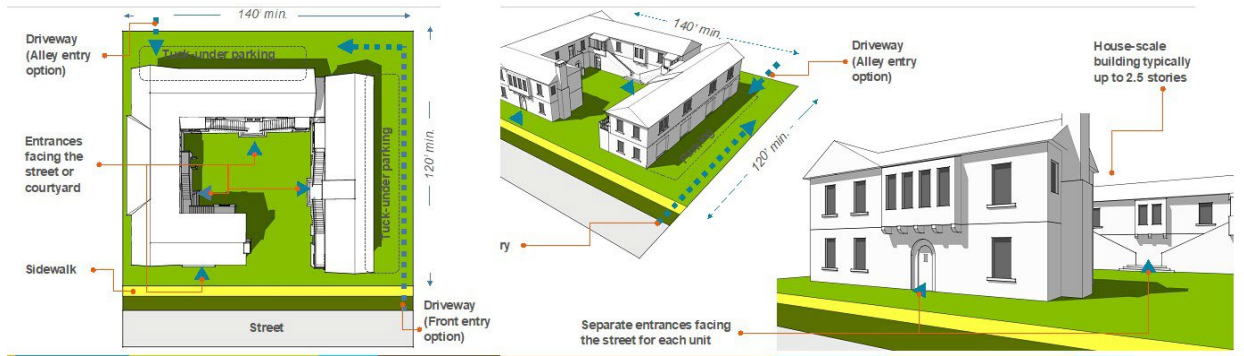 140' min.
Driveway
(Alley entry
option)
Tuck-under parking
Entrances
facing the
street or
courtyard
120' min.
Tuck-under parking
Sidewalk
Driveway
(Front entry
option)
Street
140' min.
Driveway
(Alley entry
option)
120' min.
ry
House-scale
building typically
up to 2.5 stories
Separate entrances facing
the street for each unit